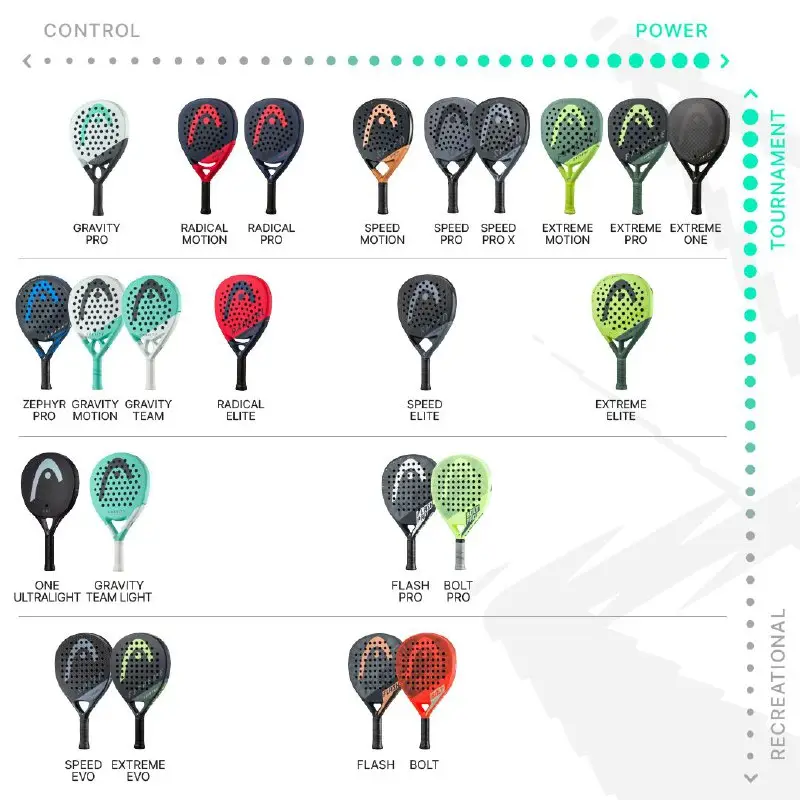 CONTROL
POWER
TOURNAMENT
RECREATIONAL
GRAVITY
PRO
RADICAL
MOTION
RADICAL
PRO
SPEED
MOTION
SPEED
PRO
SPEED
PRO X
EXTREME
MOTION
EXTREME
PRO
EXTREME
ONE
ZEPHYR
PRO
GRAVITY
MOTION
GRAVITY
TEAM
RADICAL
ELITE
SPEED
ELITE
EXTREME
ELITE
ONE
ULTRALIGHT
GRAVITY
TEAM LIGHT
FLASH
PRO
BOLT
PRO
SPEED
EVO
EXTREME
EVO
FLASH
BOLT